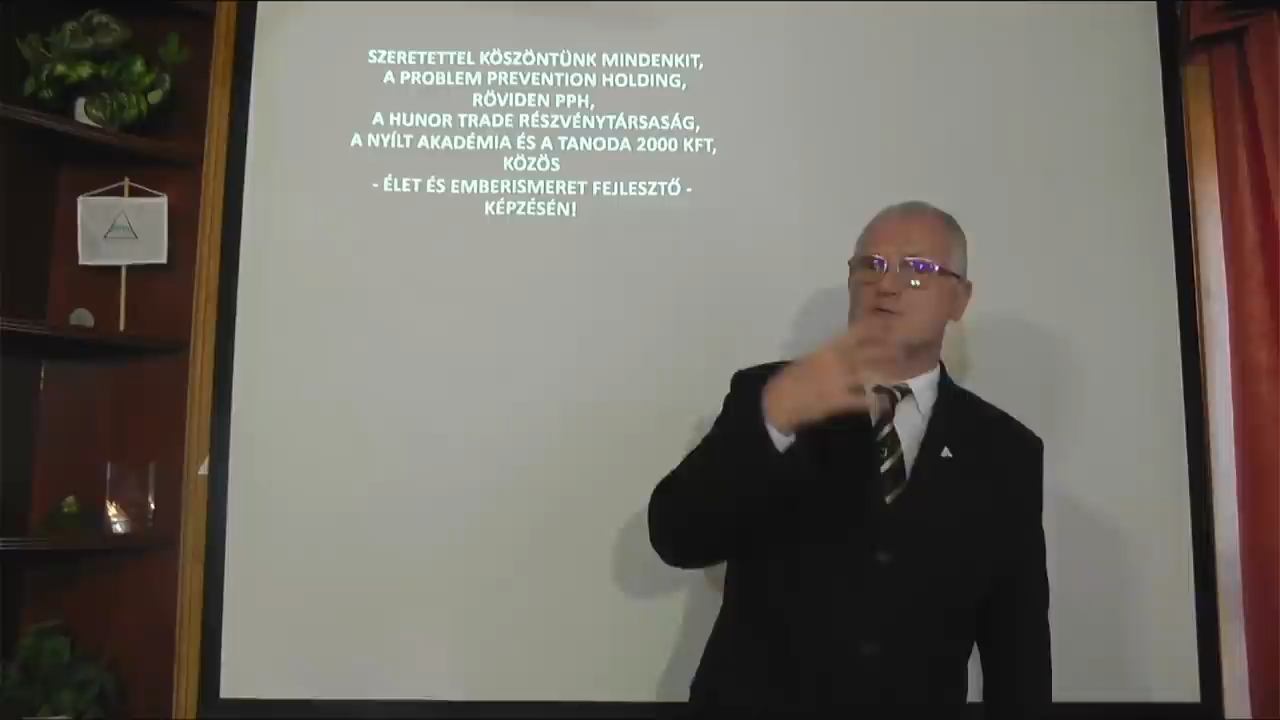 SZERETETTEL KÖSZÖNTÜNK MINDENKIT,
A PROBLEM PREVENTION HOLDING,
RÖVIDEN PPH,
A HUNOR TRADE RÉSZVÉNYTÁRSASÁG,
A NYÍLT AKADÉMIA ÉS A TANODA 2000 KFT,
KÖZÖS
- ÉLET ÉS EMBERISMERET FEJLESZTŐ -
KÉPZÉSÉN!